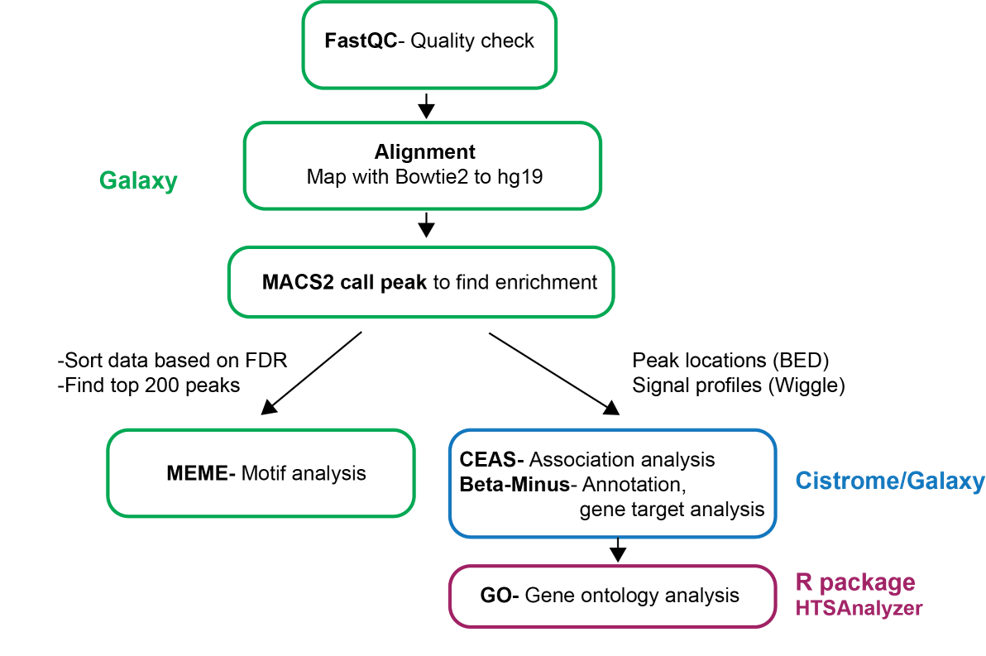 FastQC- Quality check
Alignment
Map with Bowtie2 to hg19
Galaxy
MACS2 call peak to find enrichment
-Sort data based on FDR
-Find top 200 peaks
Peak locations (BED)
Signal profiles (Wiggle)
MEME- Motif analysis
CEAS- Association analysis
Beta-Minus- Annotation,
gene target analysis
Cistrome/Galaxy
GO- Gene ontology analysis
R package
HTSAnalyzer